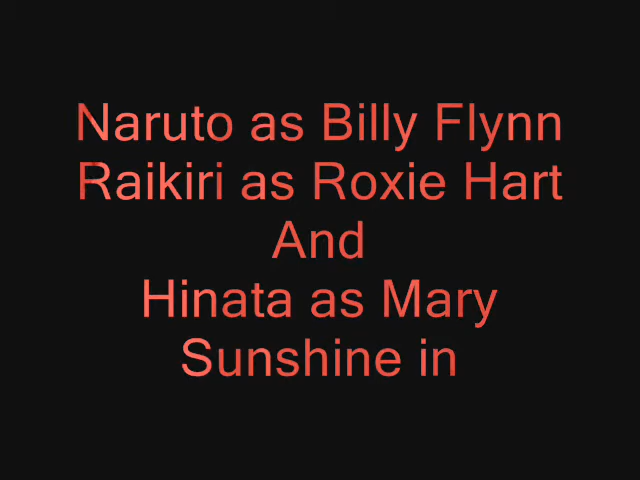 Naruto as Billy Flynn
Raikiri as Roxie Hart
And
Hinata as Mary
Sunshine in